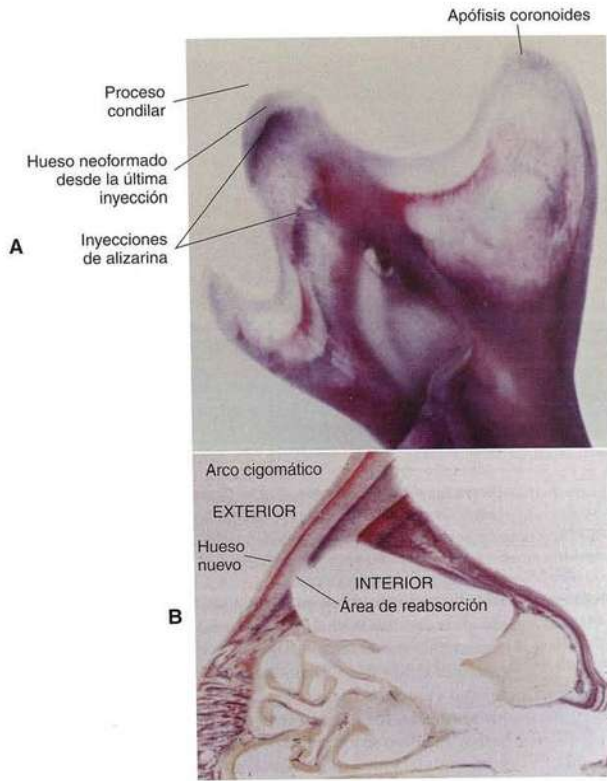 Apófisis coronoides
Proceso
condilar
Hueso neoformado
desde la última
inyección
A
Inyecciones
de alizarina
Arco cigomático
EXTERIOR
Hueso
nuevo
INTERIOR
Área de reabsorción
B